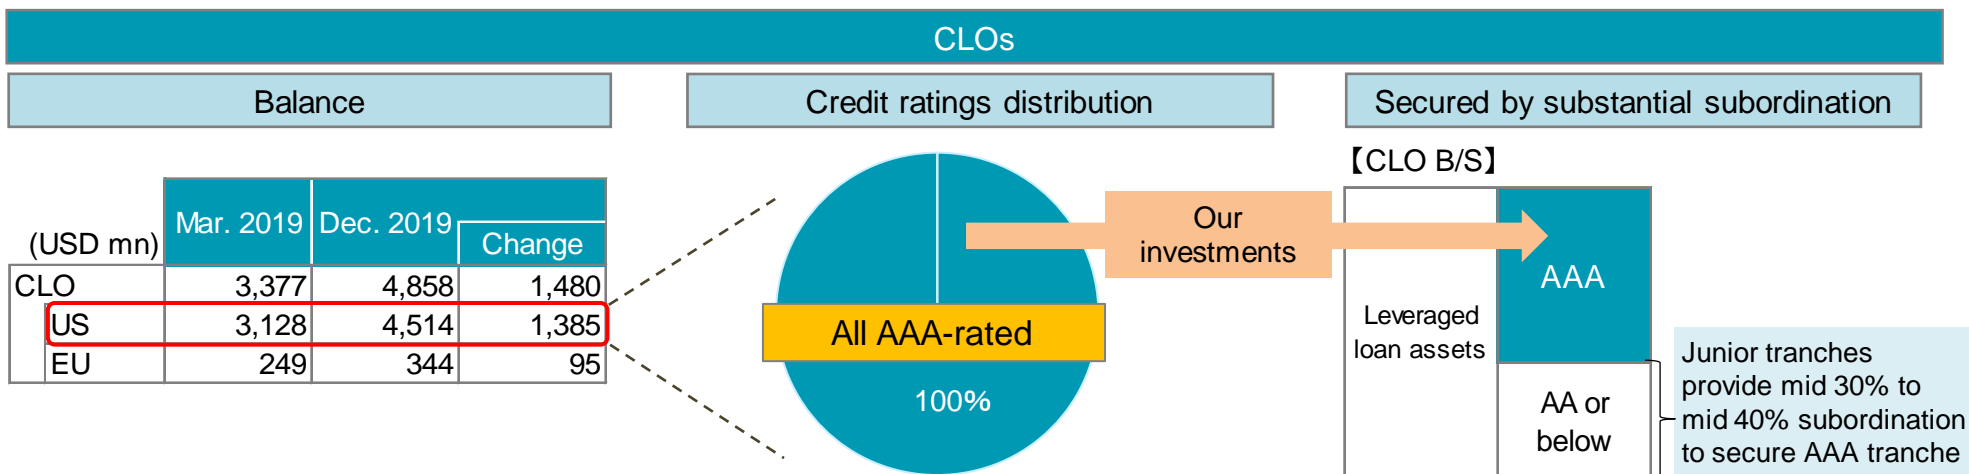 CLOs
Balance
Credit ratings distribution
Secured by substantial subordination
(USD mn) Mar. 2019 Dec. 2019 Change
CLO 3,377 4,858 1,480
US 3,128 4,514 1,385
EU 249 344 95
All AAA-rated
100%
Our
investments
【CLO B/S】
Leveraged
loan assets
AAA
AA or
below
Junior tranches
provide mid 30% to
mid 40% subordination
to secure AAA tranche